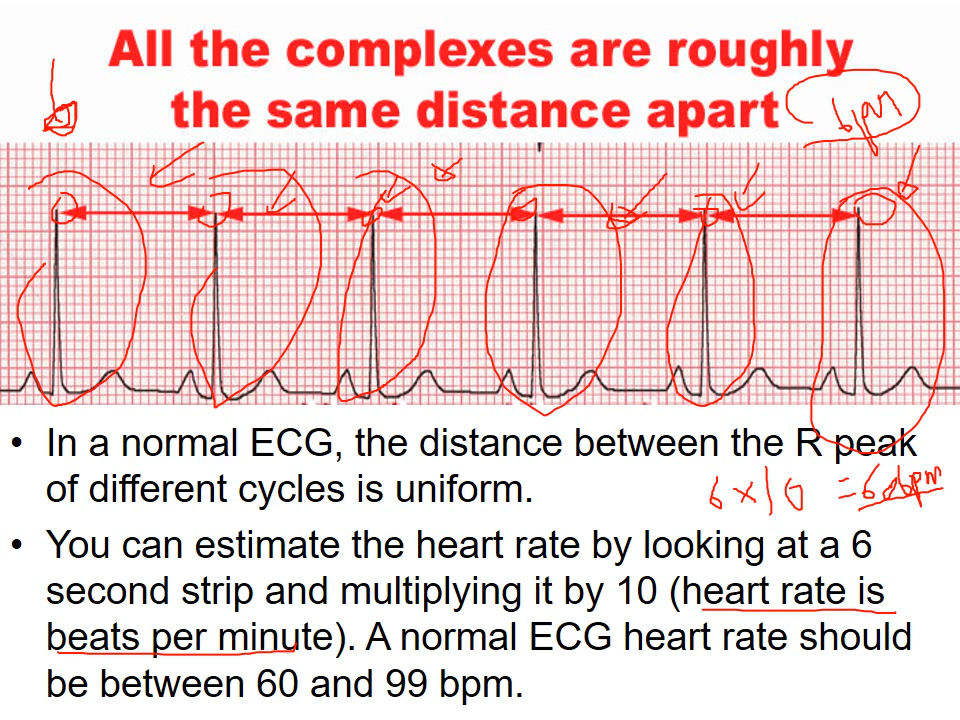 All the complexes are roughly
the same distance apart
bpm
• In a normal ECG, the distance between the R peak
of different cycles is uniform.
6 x 10 = 60bpm
• You can estimate the heart rate by looking at a 6
second strip and multiplying it by 10 (heart rate is
beats per minute). A normal ECG heart rate should
be between 60 and 99 bpm.